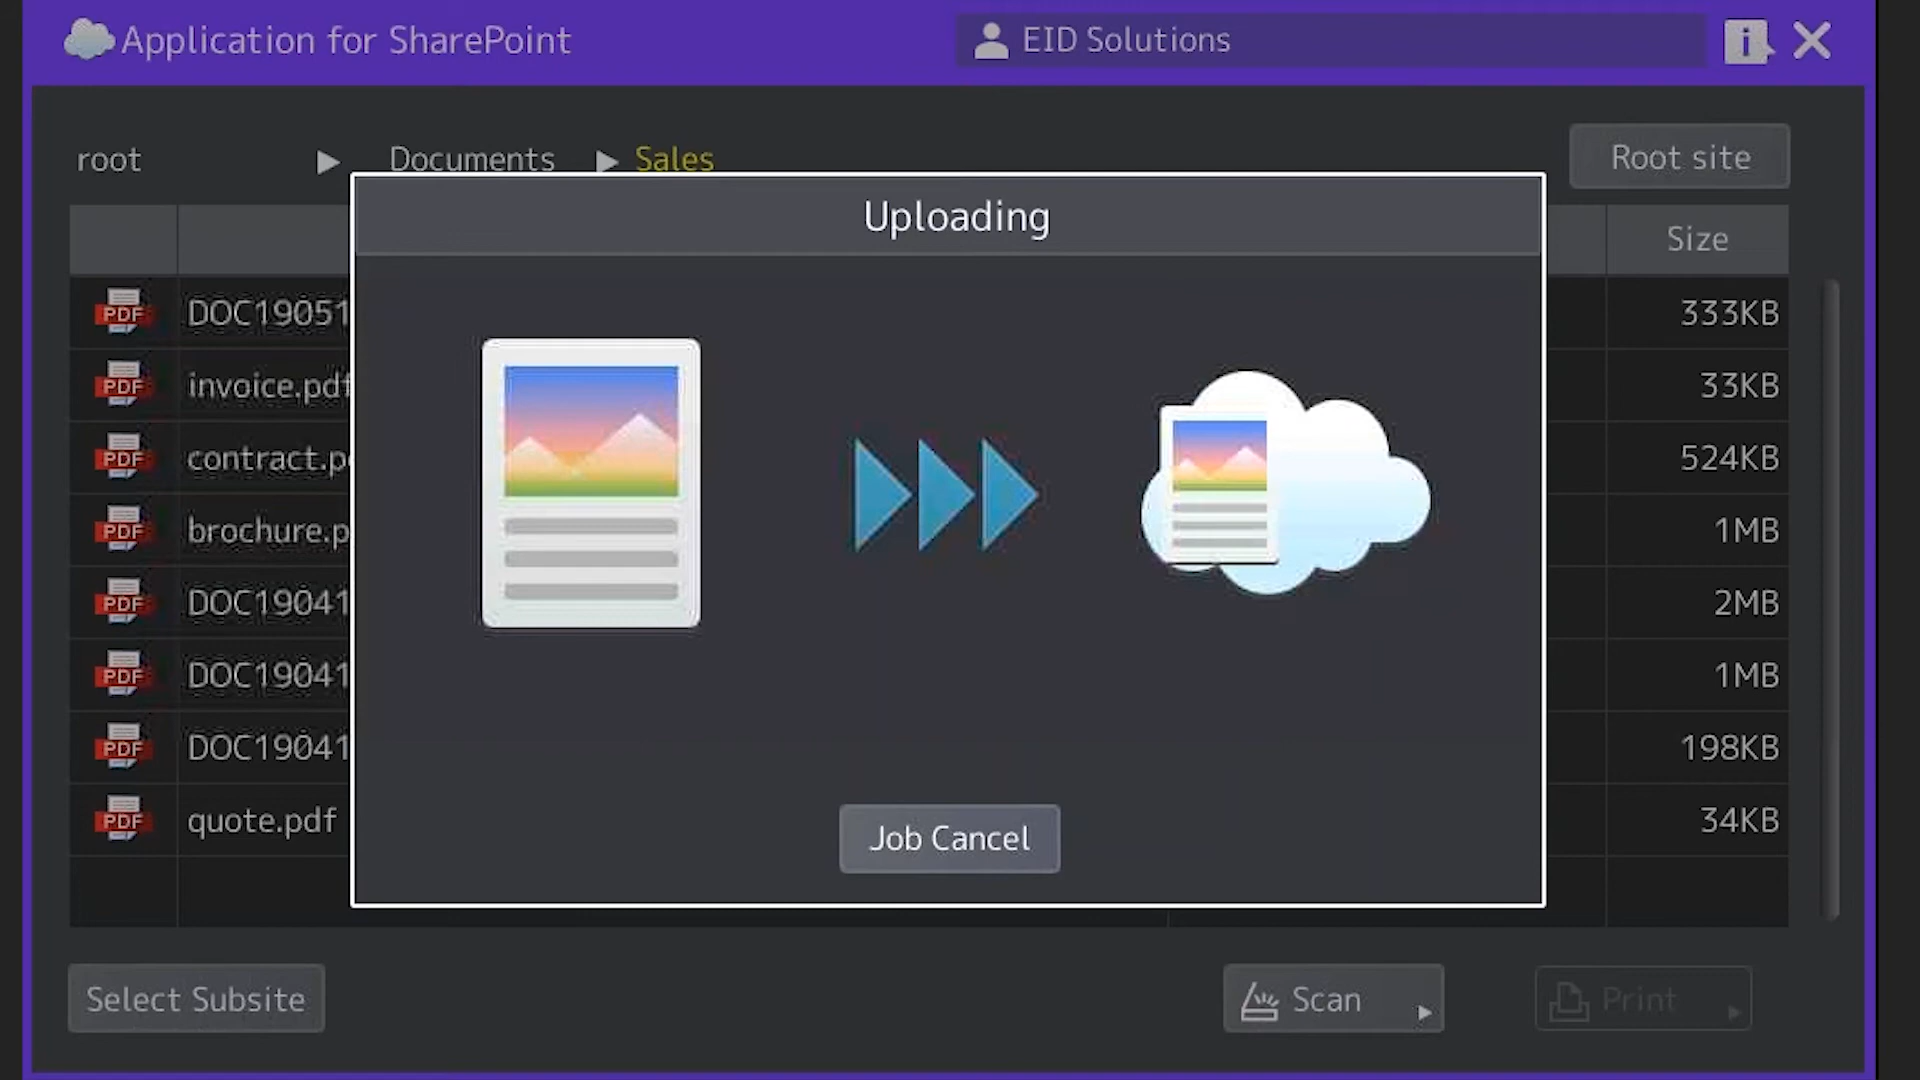 Application for SharePoint
EID Solutions
root
Documents
Sales
Root site
Uploading
Size
PDF DOC19051 333KB
PDF invoice.pdf 33KB
PDF contract.p 524KB
PDF brochure.p 1MB
PDF DOC19041 2MB
PDF DOC19041 1MB
PDF DOC19041 198KB
PDF quote.pdf 34KB
Job Cancel
Select Subsite
Scan
Print